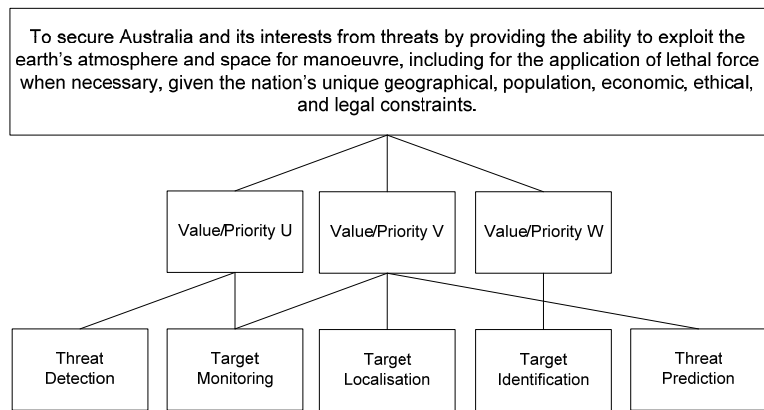 To secure Australia and its interests from threats by providing the ability to exploit the
earth's atmosphere and space for manoeuvre, including for the application of lethal force
when necessary, given the nation's unique geographical, population, economic, ethical,
and legal constraints.
Value/Priority U
Value/Priority V
Value/Priority W
Threat
Detection
Target
Monitoring
Target
Localisation
Target
Identification
Threat
Prediction